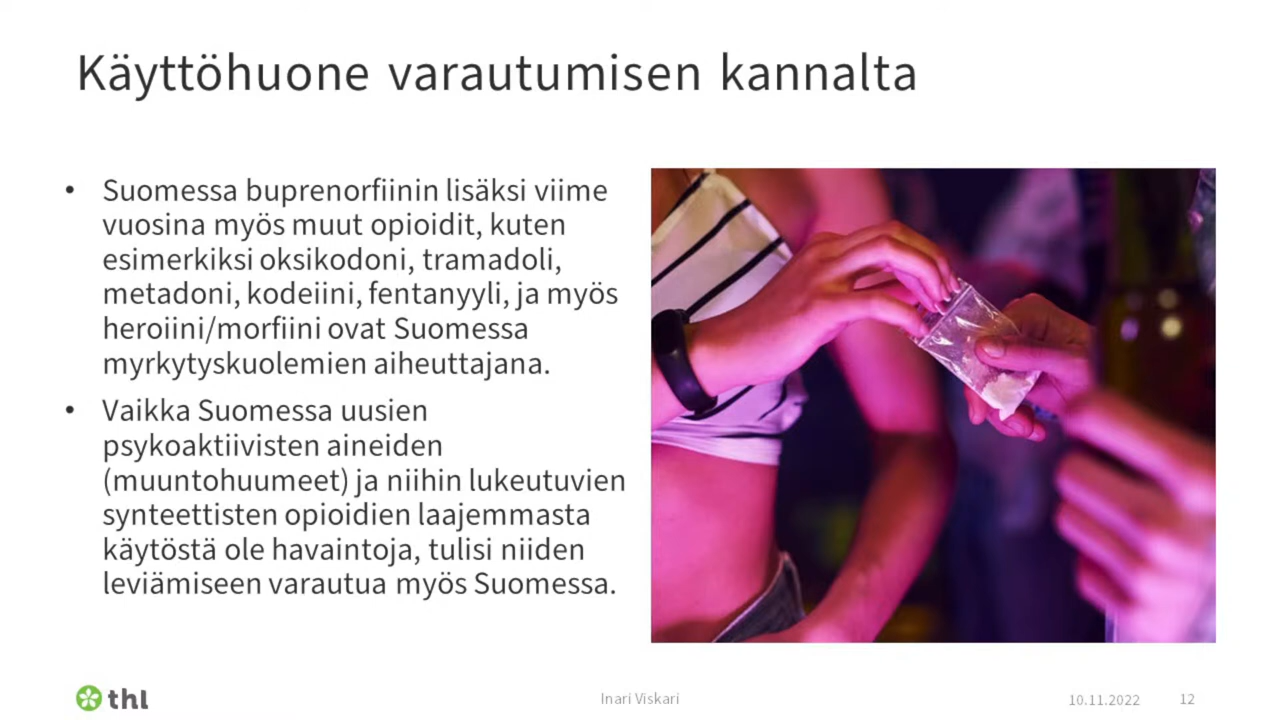 Käyttöhuone varautumisen kannalta
• Suomessa buprenorfiinin lisäksi viime
vuosina myös muut opioidit, kuten
esimerkiksi oksikodoni, tramadoli,
metadoni, kodeiini, fentanyyli, ja myös
heroiini/morfiini ovat Suomessa
myrkytyskuolemien aiheuttajana.
• Vaikka Suomessa uusien
psykoaktiivisten aineiden
(muuntohuumeet) ja niihin lukeutuvien
synteettisten opioidien laajemmasta
käytöstä ole havaintoja, tulisi niiden
leviämiseen varautua myös Suomessa.
thl
Inari Viskari
10.11.2022
12